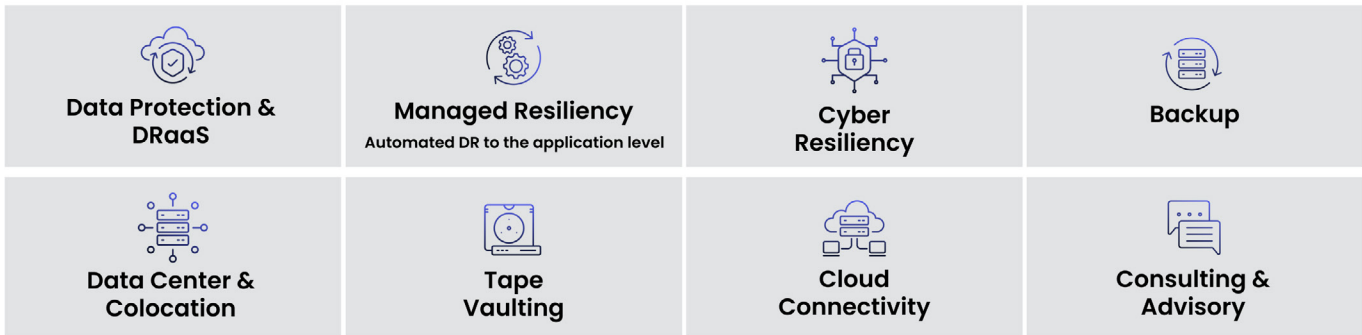 Data Protection &
DRaaS
Managed Resiliency
Automated DR to the application level
Cyber
Resiliency
Backup
Data Center &
Colocation
Tape
Vaulting
Cloud
Connectivity
Consulting &
Advisory